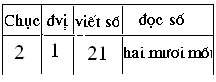 Chục đvị viết số đọc số
2 1 21 hai mươi mốt